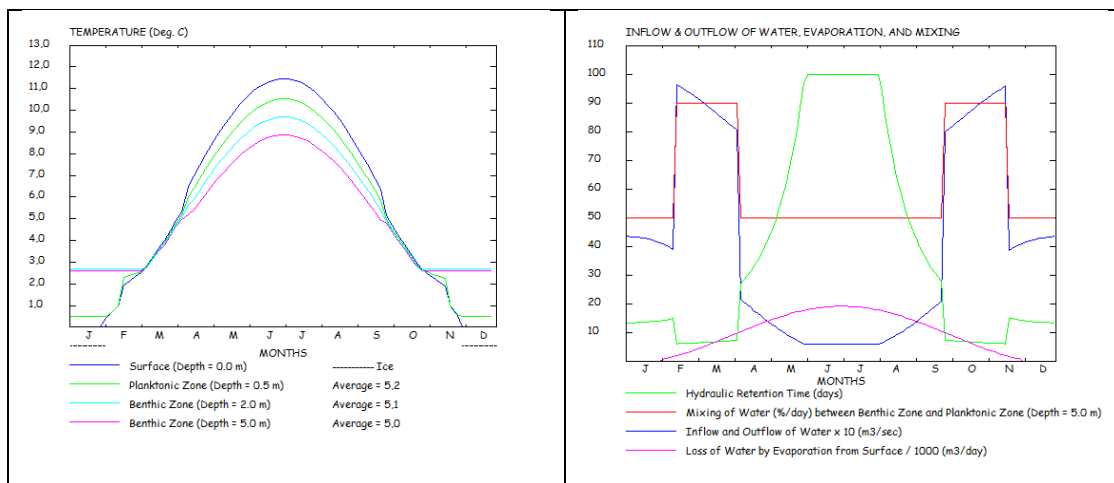 TEMPERATURE (Deg. C)
13,0
12,0
11,0
10,0
9,0
8,0
7,0
6,0
5,0
4,0
3,0
2,0
1,0
J F M A M J J A S O N D
MONTHS
Surface (Depth = 0.0 m) ---------- Ice
Planktonic Zone (Depth = 0.5 m) Average = 5,2
Benthic Zone (Depth = 2.0 m) Average = 5,1
Benthic Zone (Depth = 5.0 m) Average = 5,0
INFLOW & OUTFLOW OF WATER, EVAPORATION, AND MIXING
110
100
90
80
70
60
50
40
30
20
10
J F M A M J J A S O N D
MONTHS
Hydraulic Retention Time (days)
Mixing of Water (%/day) between Benthic Zone and Planktonic Zone (Depth = 5.0 m)
Inflow and Outflow of Water x 10 (m3/sec)
Loss of Water by Evaporation from Surface / 1000 (m3/day)